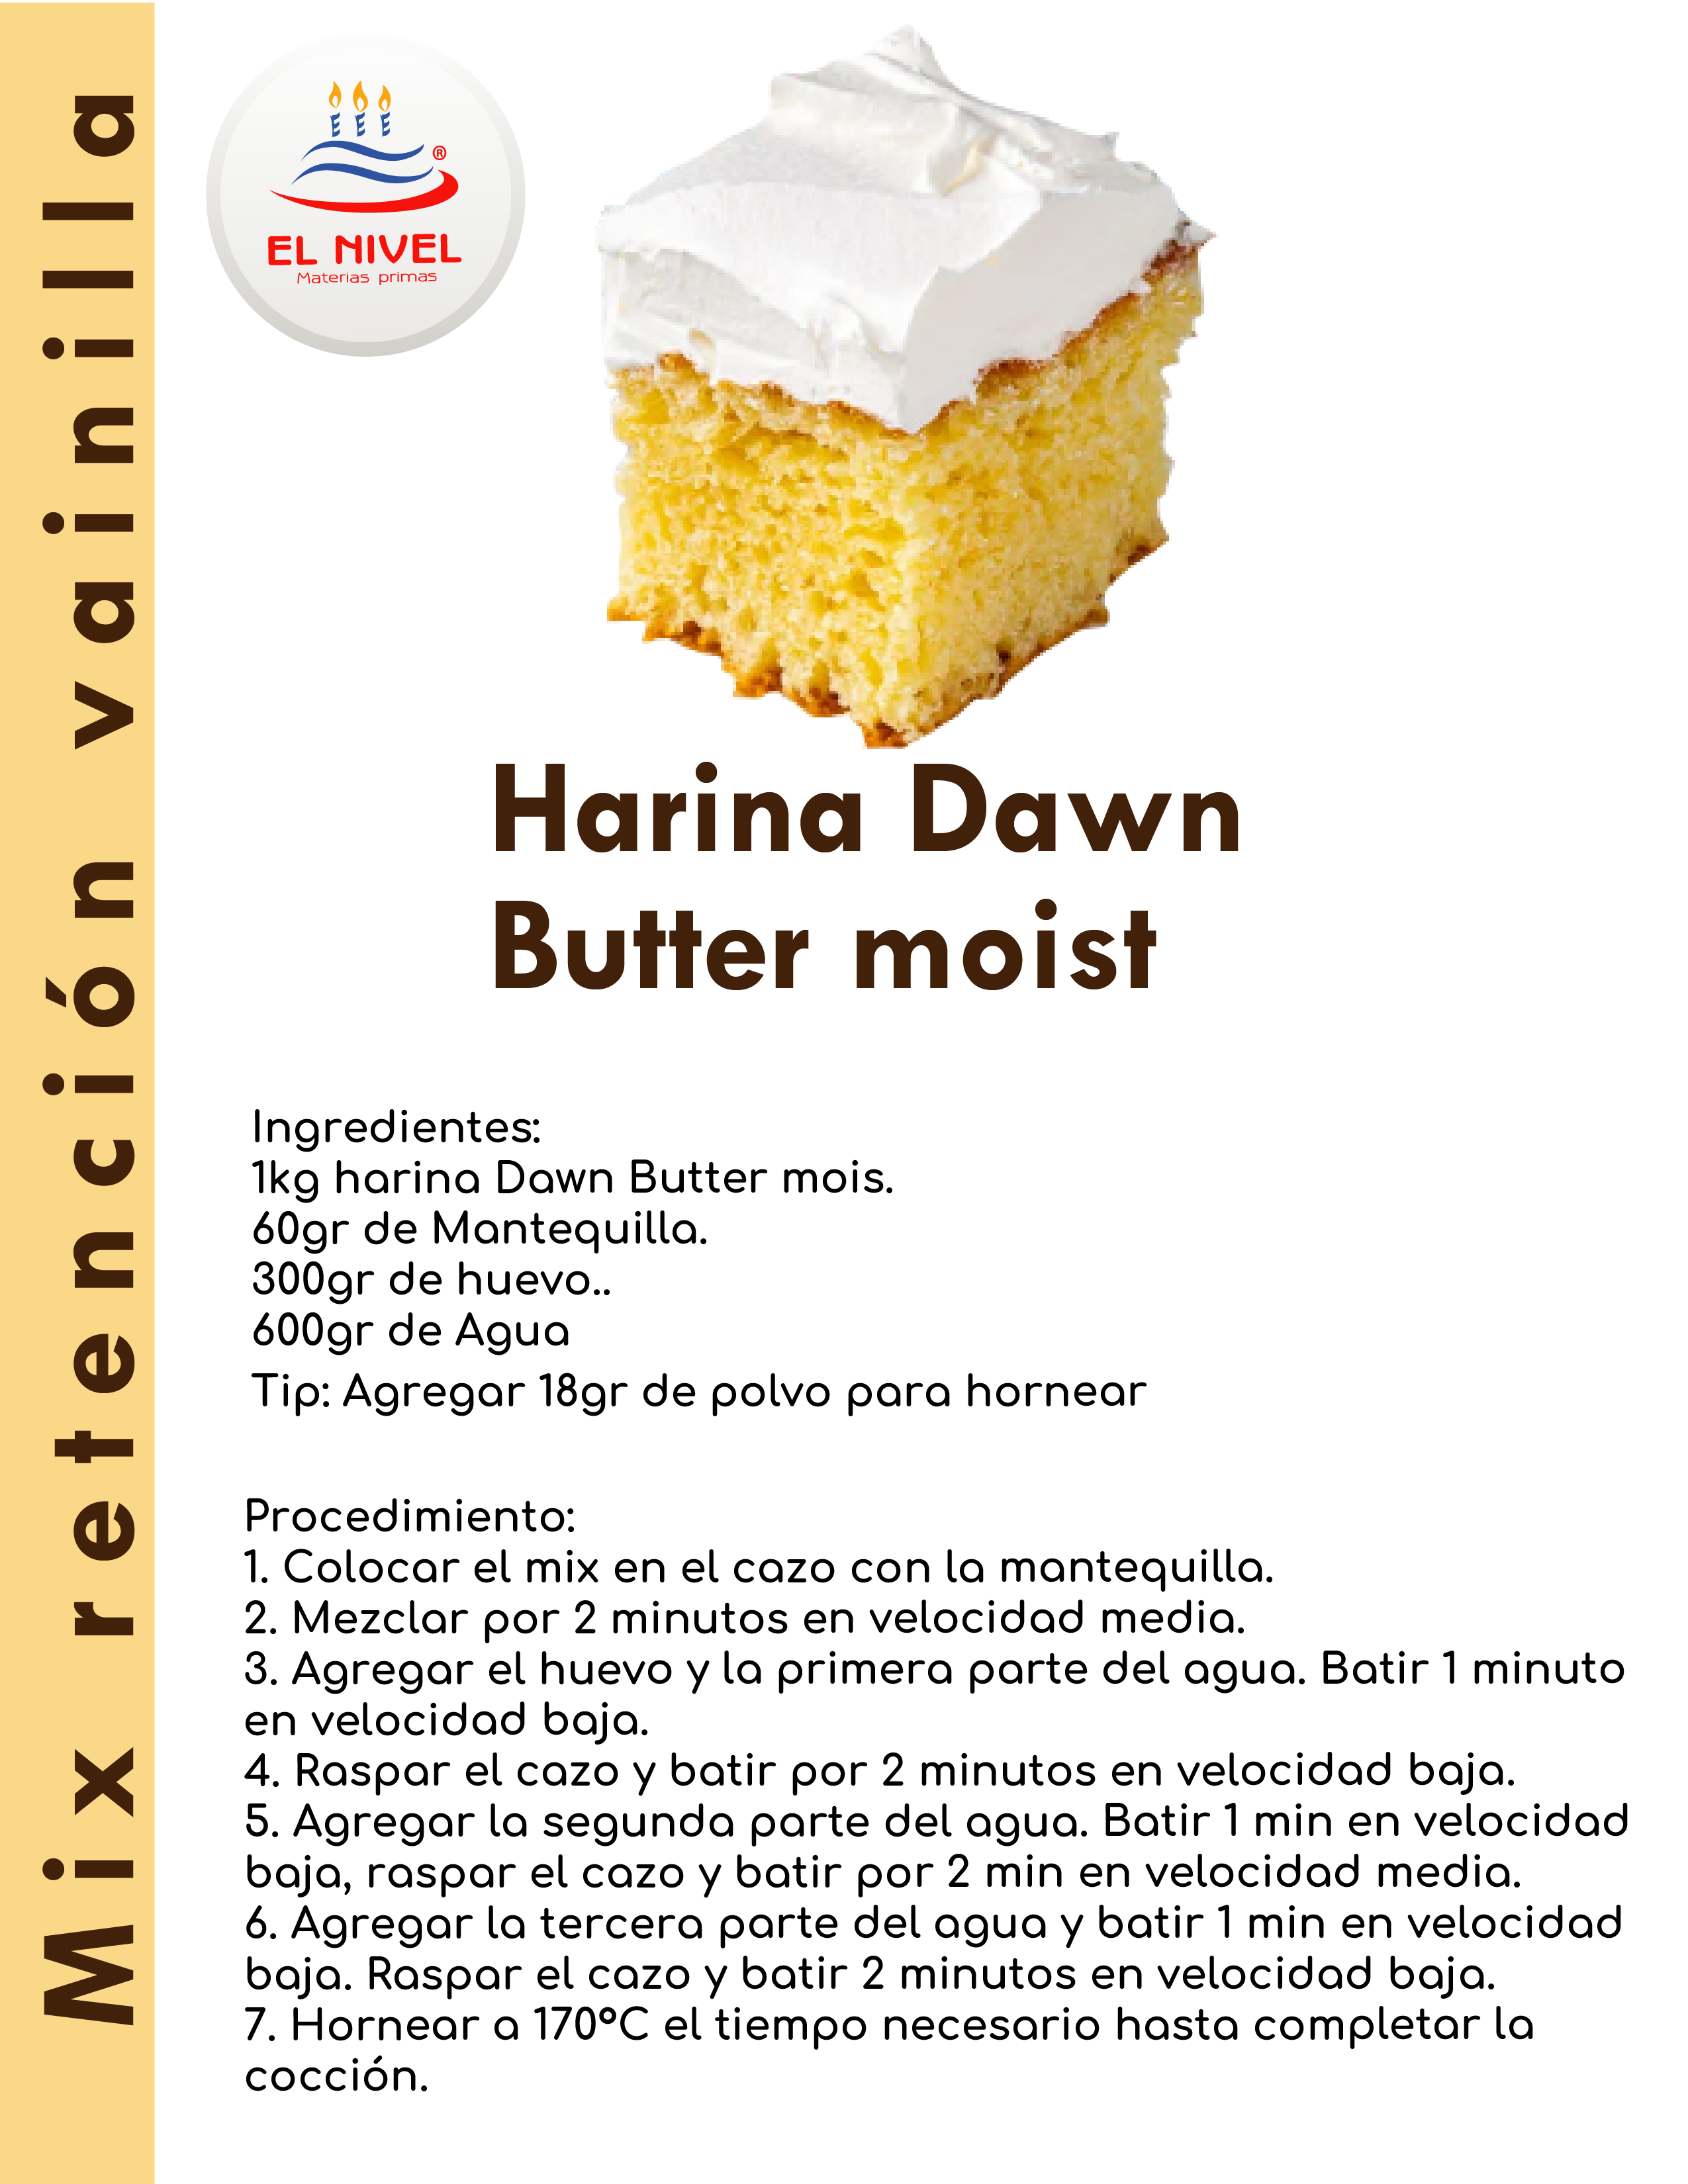 Mix retención vainilla
®
EL NIVEL
Materias primas
Harina Dawn
Butter moist
Ingredientes:
1kg harina Dawn Butter mois.
60gr de Mantequilla.
300gr de huevo..
600gr de Agua
Tip: Agregar 18gr de polvo para hornear
Procedimiento:
1. Colocar el mix en el cazo con la mantequilla.
2. Mezclar por 2 minutos en velocidad media.
3. Agregar el huevo y la primera parte del agua. Batir 1 minuto
en velocidad baja.
4. Raspar el cazo y batir por 2 minutos en velocidad baja.
5. Agregar la segunda parte del agua. Batir 1 min en velocidad
baja, raspar el cazo y batir por 2 min en velocidad media.
6. Agregar la tercera parte del agua y batir 1 min en velocidad
baja. Raspar el cazo y batir 2 minutos en velocidad baja.
7. Hornear a 170°C el tiempo necesario hasta completar la
cocción.